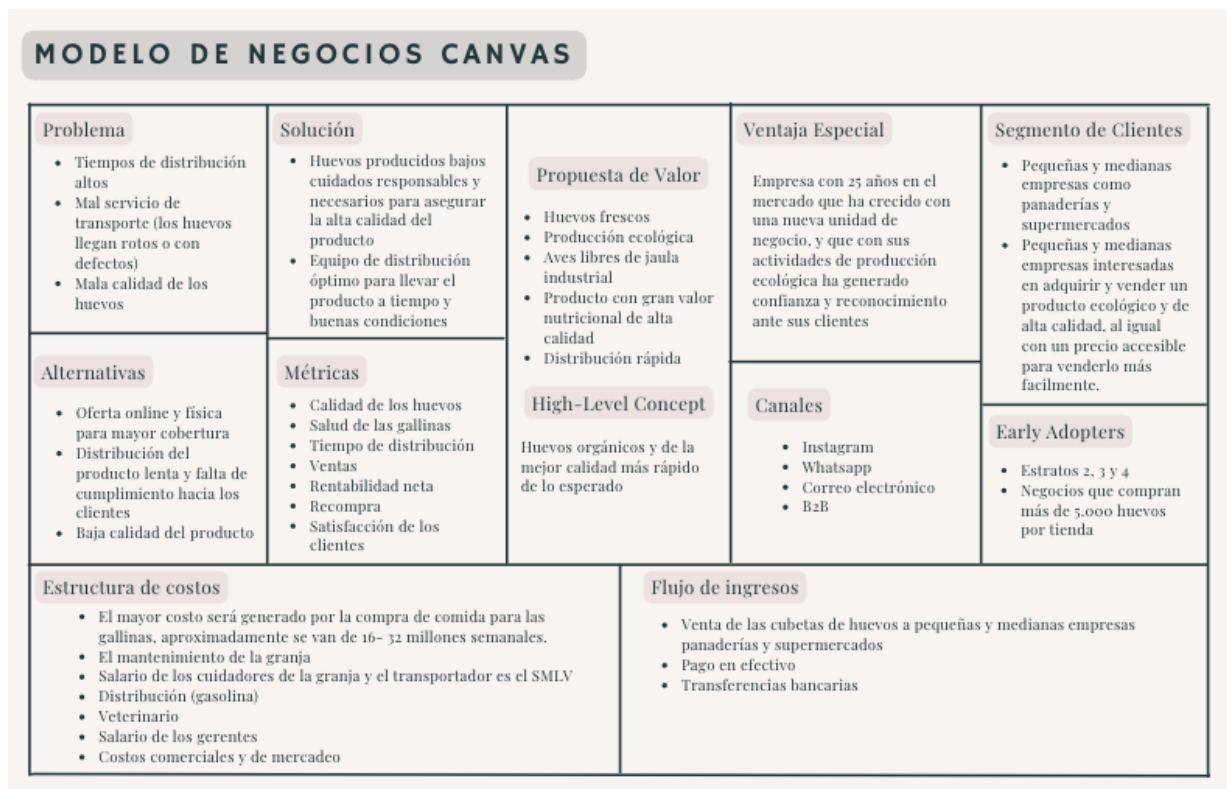 MODELO DE NEGOCIOS CANVAS
Problema
• Tiempos de distribución
altos
• Mal servicio de
transporte (los huevos
llegan rotos o con
defectos)
• Mala calidad de los
huevos
Alternativas
• Oferta online y física
para mayor cobertura
• Distribución del
producto lenta y falta de
cumplimiento hacia los
clientes
• Baja calidad del producto
Solución
• Huevos producidos bajos
cuidados responsables y
necesarios para asegurar
la alta calidad del
producto
• Equipo de distribución
óptimo para llevar el
producto a tiempo y
buenas condiciones
Métricas
• Calidad de los huevos
• Salud de las gallinas
• Tiempo de distribución
• Ventas
• Rentabilidad neta
• Recompra
• Satisfacción de los
clientes
Propuesta de Valor
• Huevos frescos
• Producción ecológica
• Aves libres de jaula
industrial
• Producto con gran valor
nutricional de alta
calidad
• Distribución rápida
High-Level Concept
Huevos orgánicos y de la
mejor calidad más rápido
de lo esperado
Ventaja Especial
Empresa con 25 años en el
mercado que ha crecido con
una nueva unidad de
negocio, y que con sus
actividades de producción
ecológica ha generado
confianza y reconocimiento
ante sus clientes
Canales
• Instagram
• Whatsapp
• Correo electrónico
• B2B
Segmento de Clientes
• Pequeñas y medianas
empresas como
panaderías y
supermercados
• Pequeñas y medianas
empresas interesadas
en adquirir y vender un
producto ecológico y de
alta calidad, al igual
con un precio accesible
para venderlo más
facilmente.
Early Adopters
• Estratos 2, 3 y 4
• Negocios que compran
más de 5.000 huevos
por tienda
Estructura de costos
• El mayor costo será generado por la compra de comida para las
gallinas, aproximadamente se van de 16- 32 millones semanales.
• El mantenimiento de la granja
• Salario de los cuidadores de la granja y el transportador es el SMLV
• Distribución (gasolina)
• Veterinario
• Salario de los gerentes
• Costos comerciales y de mercadeo
Flujo de ingresos
• Venta de las cubetas de huevos a pequeñas y medianas empresas
panaderías y supermercados
• Pago en efectivo
• Transferencias bancarias